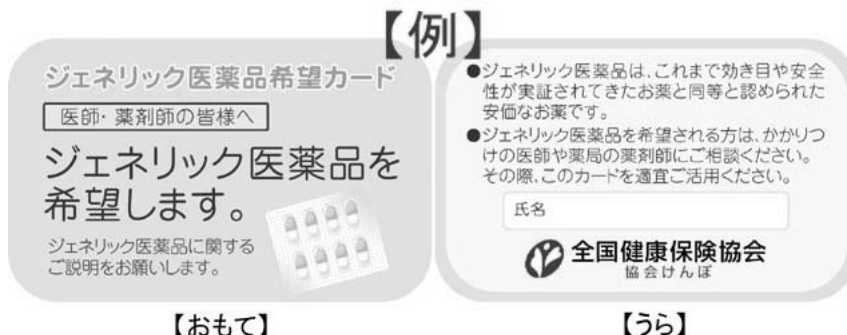 【例】
ジェネリック医薬品希望カード
医師・薬剤師の皆様へ
ジェネリック医薬品を
希望します。
ジェネリック医薬品に関する
ご説明をお願いします。
【おもて】
●ジェネリック医薬品は、これまで効き目や安全
性が実証されてきたお薬と同等と認められた
安価なお薬です。
●ジェネリック医薬品を希望される方は、かかりつ
けの医師や薬局の薬剤師にご相談ください。
その際、このカードを適宜ご活用ください。
氏名
全国健康保険協会
協会けんぽ
【うら】